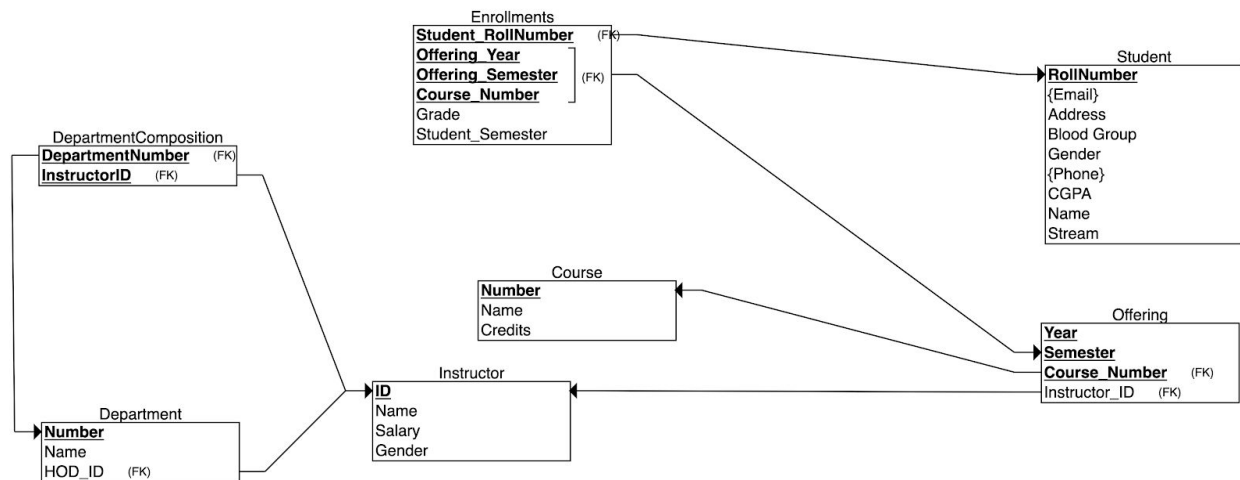 Enrollments
Student_RollNumber (FK)
Offering_Year
Offering_Semester (FK)
Course_Number
Grade
Student_Semester
Student
RollNumber
{Email}
Address
Blood Group
Gender
{Phone}
CGPA
Name
Stream
DepartmentComposition
DepartmentNumber (FK)
InstructorID (FK)
Course
Number
Name
Credits
Offering
Year
Semester
Course_Number (FK)
Instructor_ID (FK)
Instructor
ID
Name
Salary
Gender
Department
Number
Name
HOD_ID (FK)